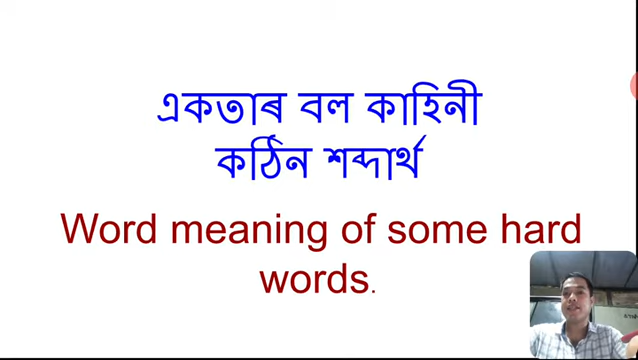 একতাৰ বল কাহিনী
কঠিন শব্দাৰ্থ
Word meaning of some hard
words.